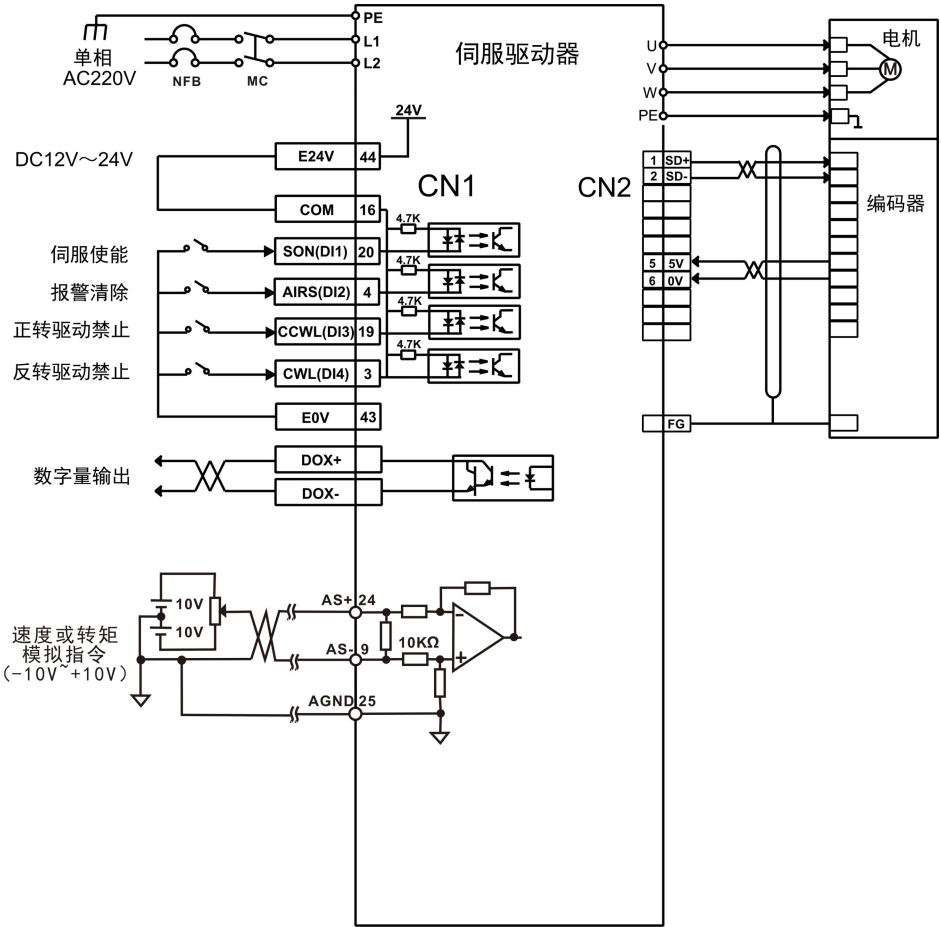 PE
L1
L2
单相
AC220V
NFB
MC
伺服驱动器
U
V
W
PE
电机
M
24V
DC12V～24V
E24V 44
CN1
COM 16
4.7K
伺服使能
SON(DI1) 20
4.7K
报警清除
AIRS(DI2) 4
4.7K
正转驱动禁止
CCWL(DI3) 19
4.7K
反转驱动禁止
CWL(DI4) 3
E0V 43
CN2
1 SD+
2 SD-
5 5V
6 0V
FG
编码器
数字量输出
DOX+
DOX-
10V
10V
速度或转矩
模拟指令
(-10V~+10V)
AS+ 24
AS- 9
10KΩ
AGND 25